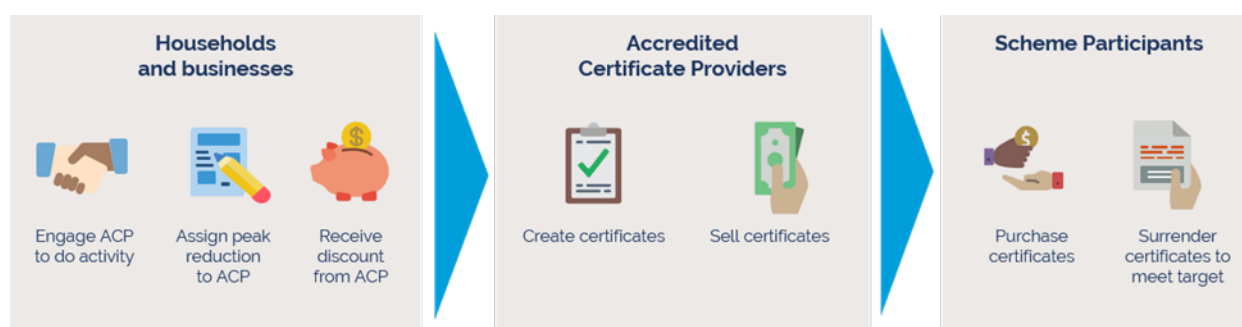 Households
and businesses
Engage ACP
to do activity
Assign peak
reduction
to ACP
Receive
discount
from ACP
Accredited
Certificate Providers
Create certificates
Sell certificates
Scheme Participants
Purchase
certificates
Surrender
certificates to
meet target